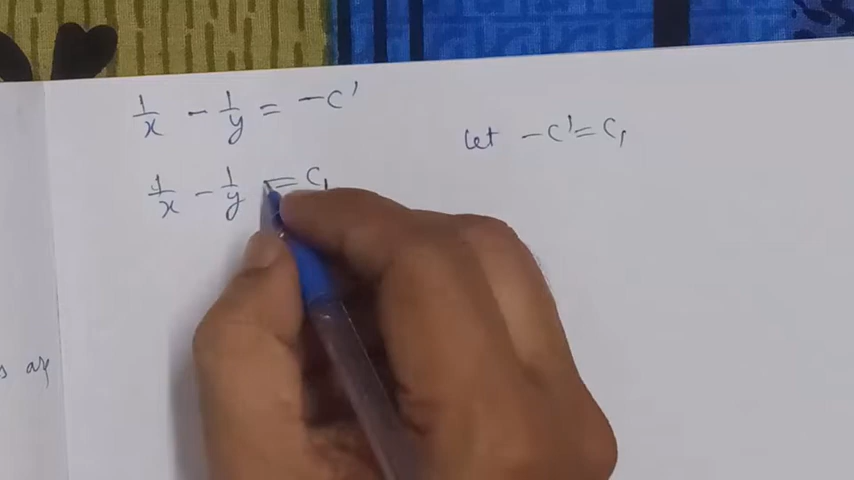 1/x - 1/y = -c'
let -c' = c₁
1/x - 1/y = c₁